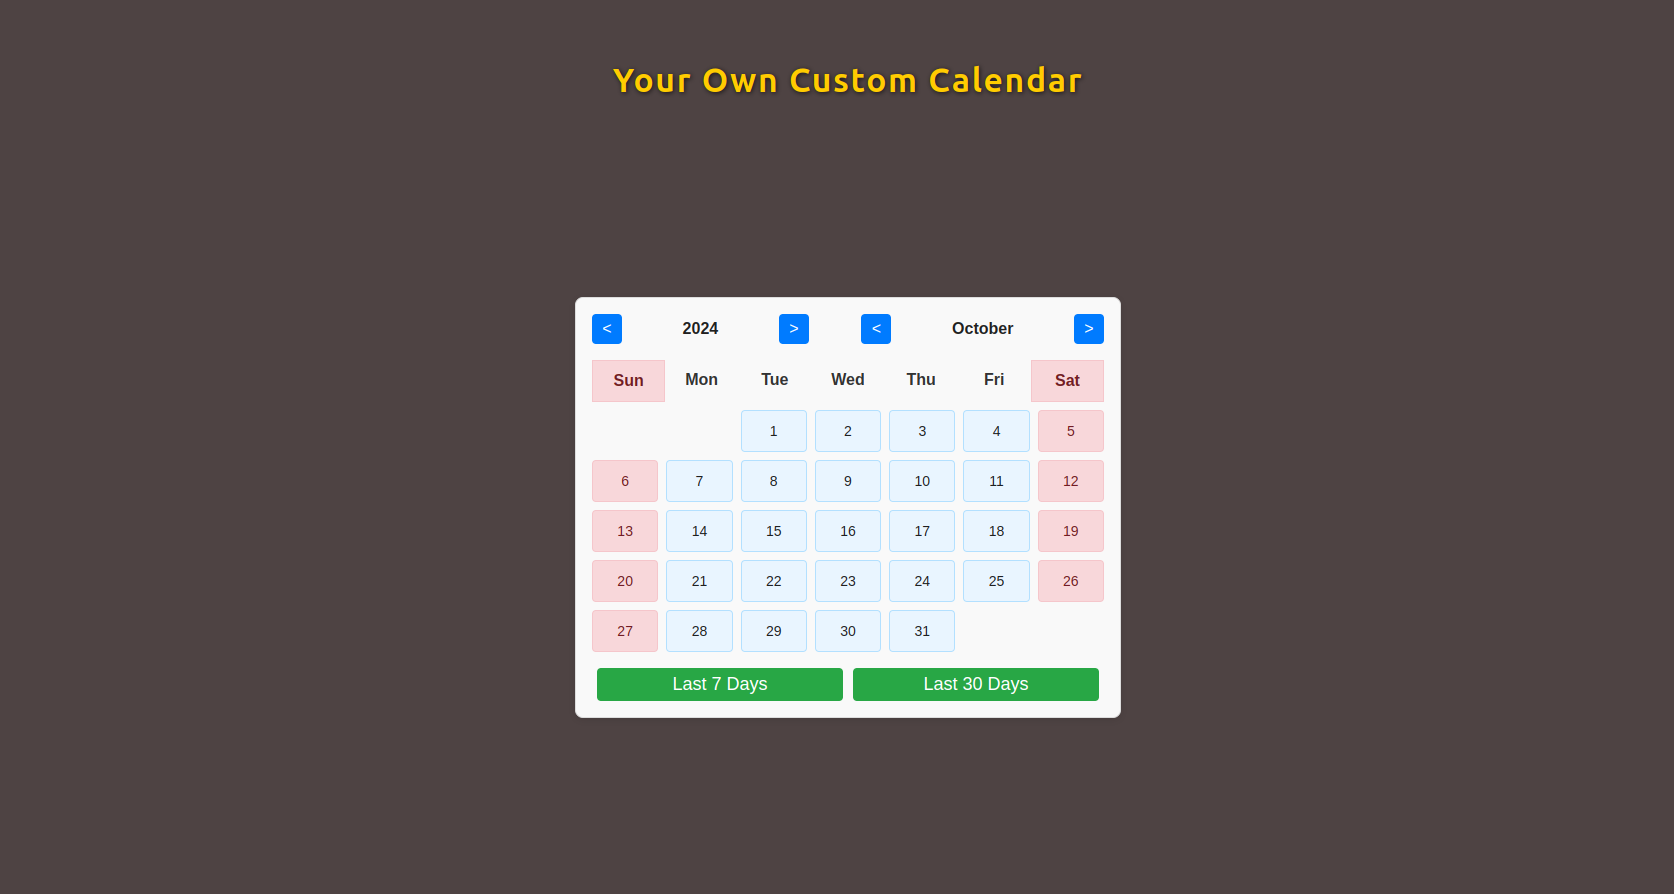 Your Own Custom Calendar
< 2024 > < October >
Sun Mon Tue Wed Thu Fri Sat
1 2 3 4 5
6 7 8 9 10 11 12
13 14 15 16 17 18 19
20 21 22 23 24 25 26
27 28 29 30 31
Last 7 Days Last 30 Days